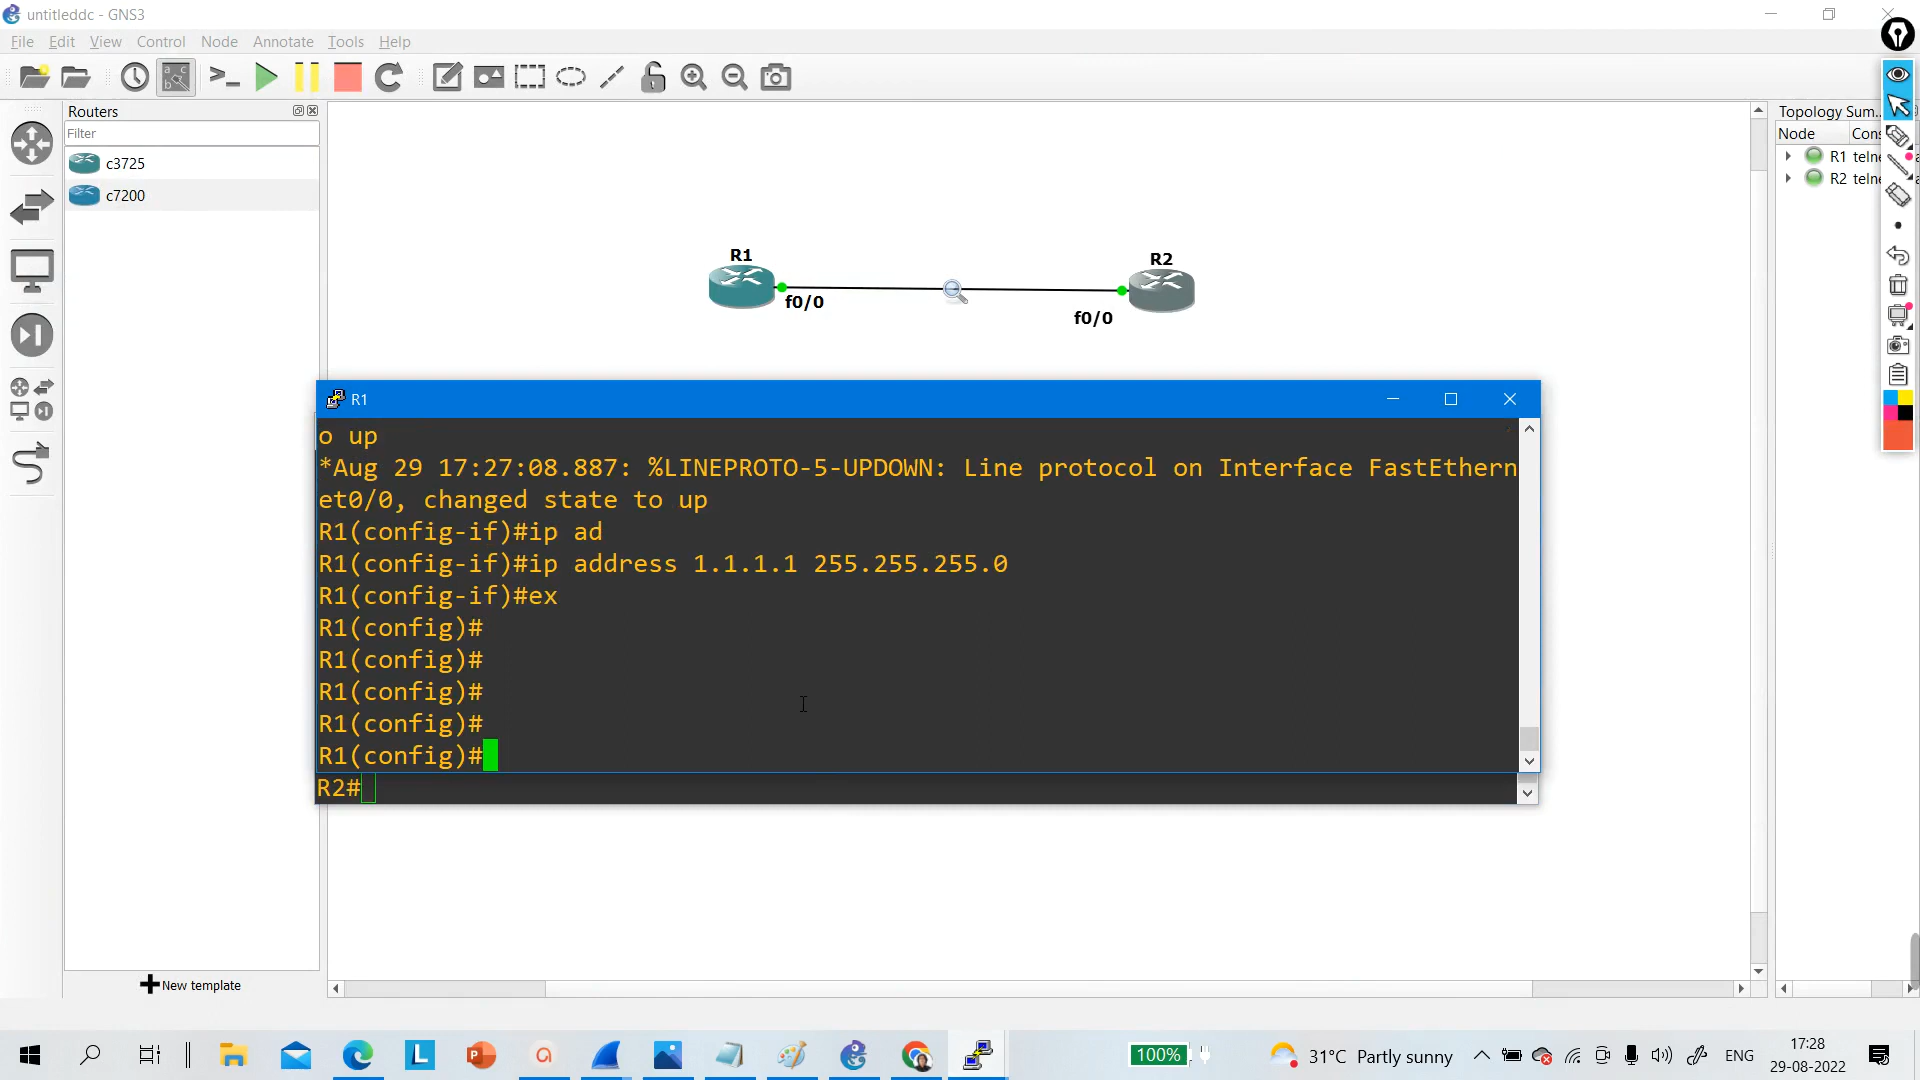 untitleddc - GNS3
File Edit View Control Node Annotate Tools Help
Routers
Filter
c3725
c7200
New template
R1
f0/0
R2
f0/0
Topology Sum...
Node
R1 telne
R2 telne
R1
o up
*Aug 29 17:27:08.887: %LINEPROTO-5-UPDOWN: Line protocol on Interface FastEthern
et0/0, changed state to up
R1(config-if)#ip ad
R1(config-if)#ip address 1.1.1.1 255.255.255.0
R1(config-if)#ex
R1(config)#
R1(config)#
R1(config)#
R1(config)#
R1(config)#
R2#
100%
31°C Partly sunny
ENG
17:28
29-08-2022